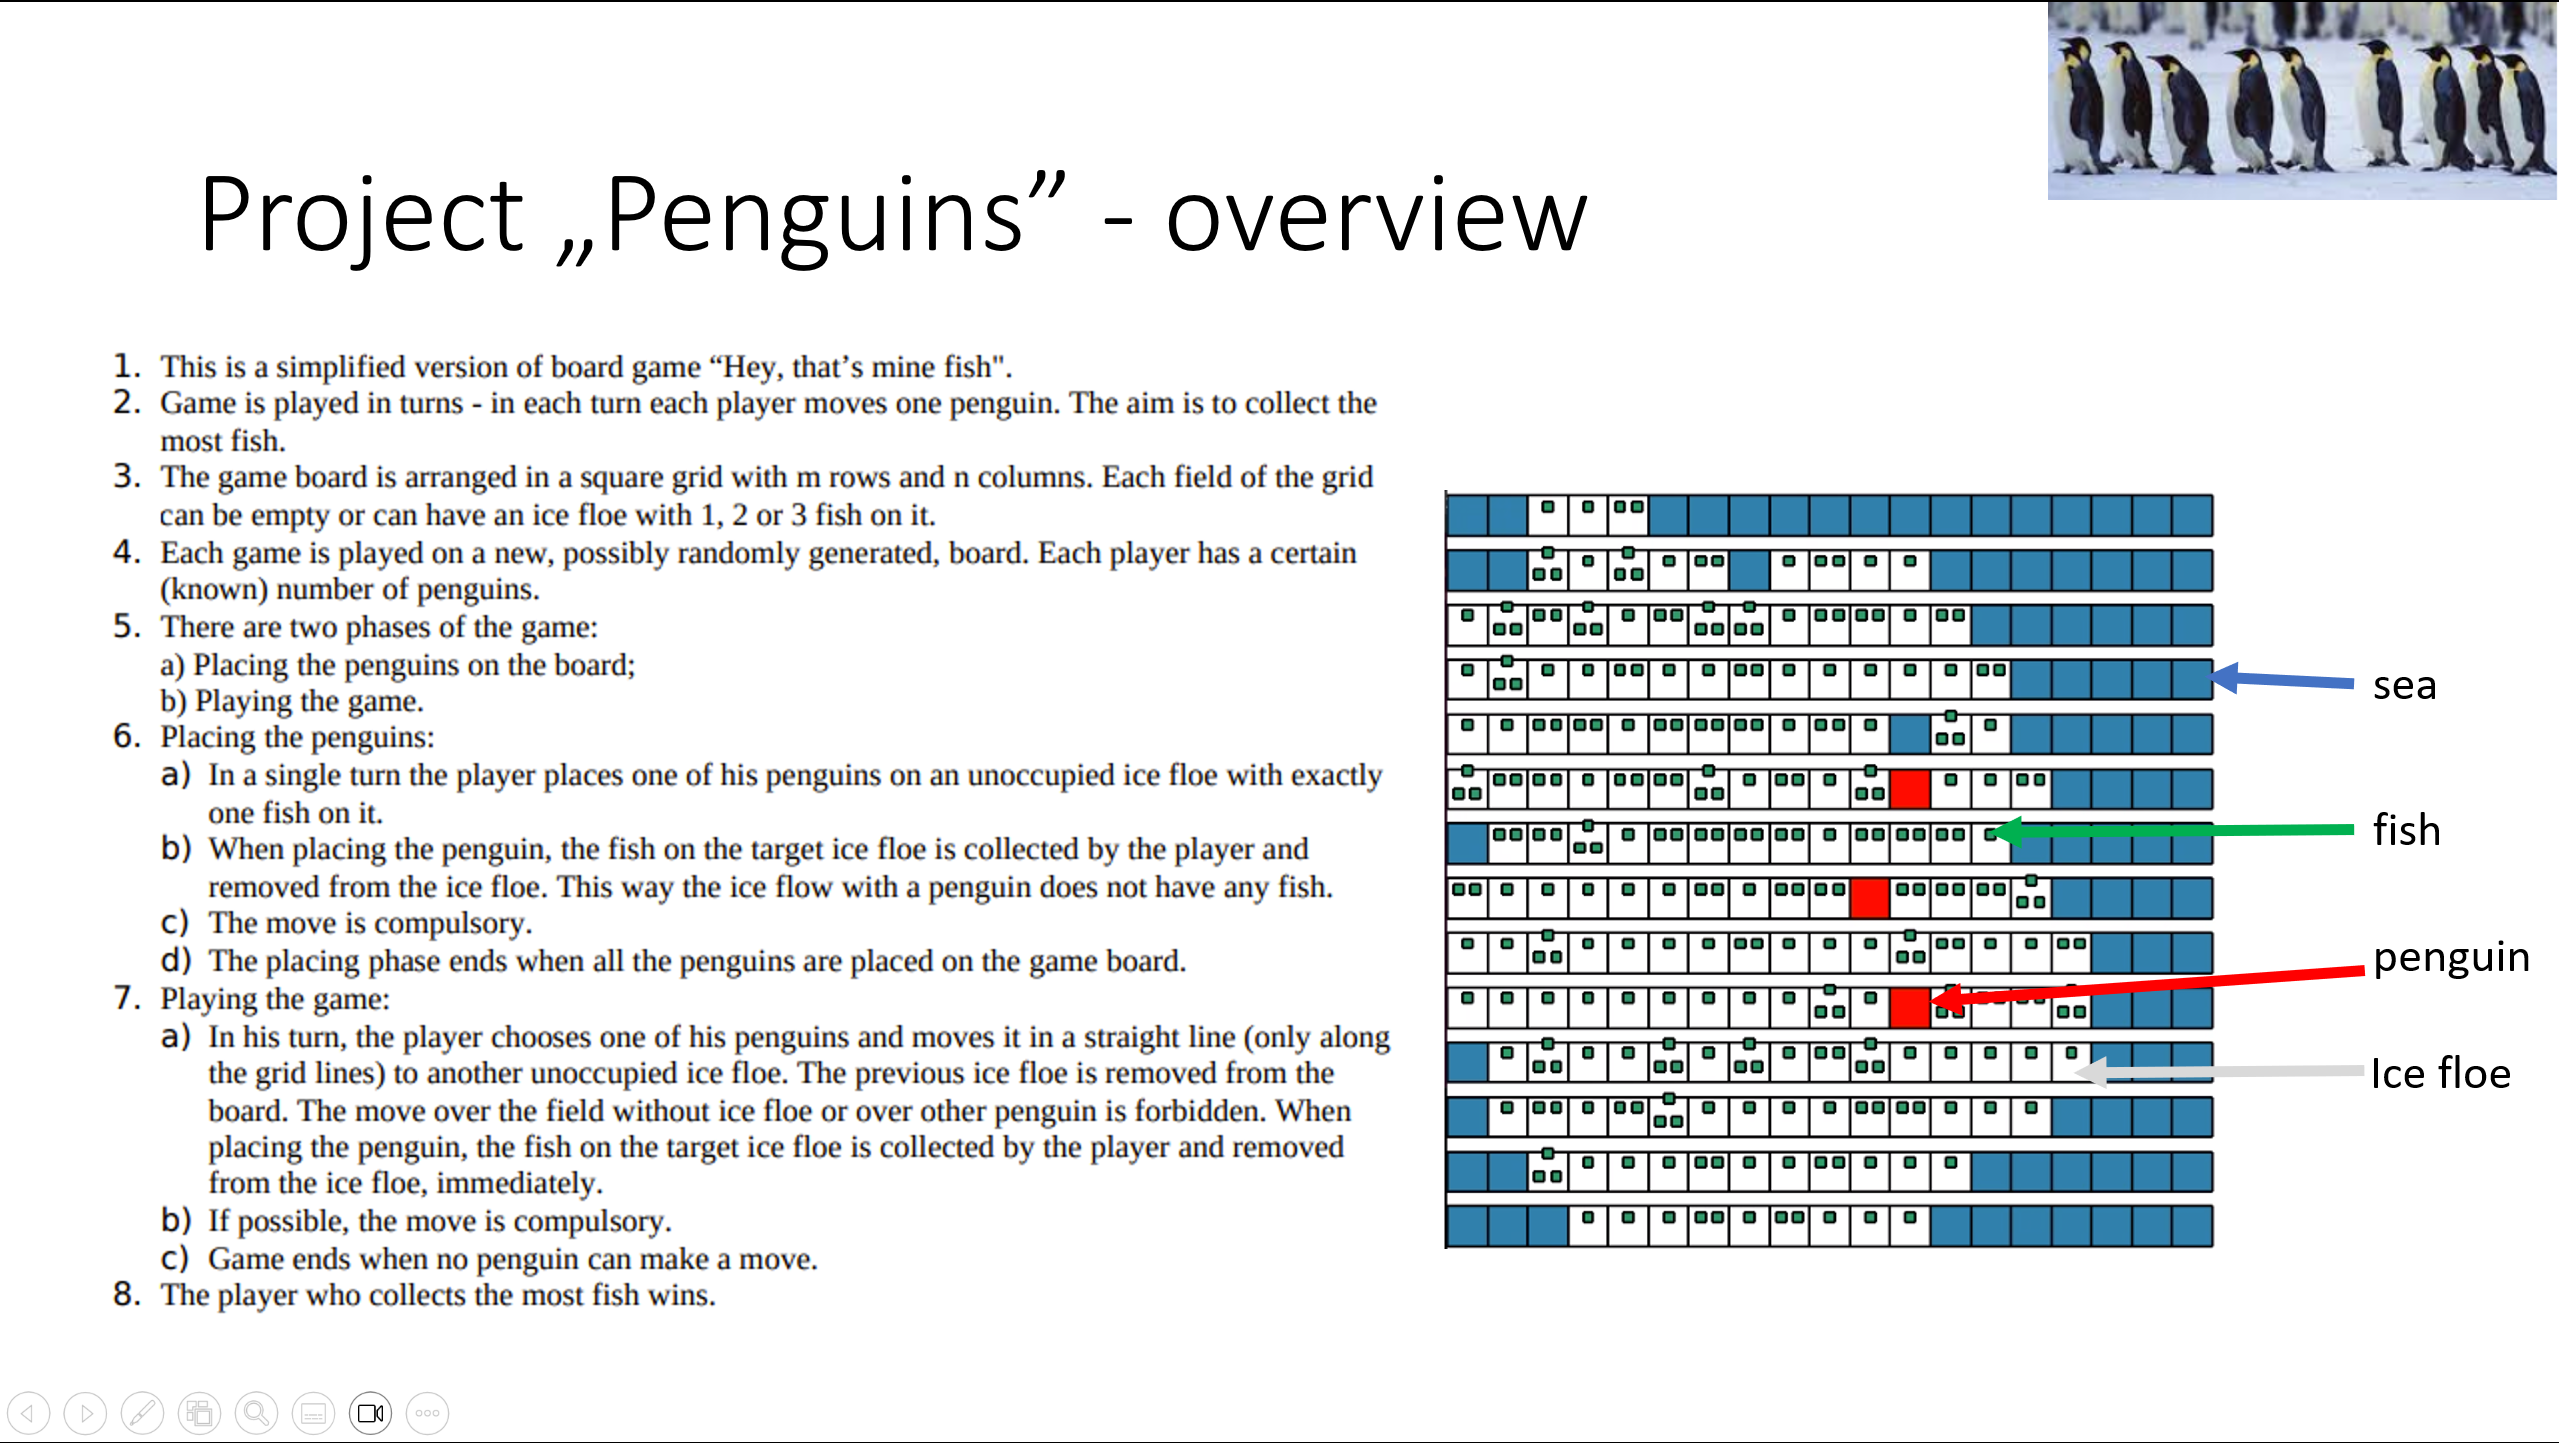 Project „Penguins” - overview
1. This is a simplified version of board game “Hey, that’s mine fish".
2. Game is played in turns - in each turn each player moves one penguin. The aim is to collect the
most fish.
3. The game board is arranged in a square grid with m rows and n columns. Each field of the grid
can be empty or can have an ice floe with 1, 2 or 3 fish on it.
4. Each game is played on a new, possibly randomly generated, board. Each player has a certain
(known) number of penguins.
5. There are two phases of the game:
a) Placing the penguins on the board;
b) Playing the game.
6. Placing the penguins:
a) In a single turn the player places one of his penguins on an unoccupied ice floe with exactly
one fish on it.
b) When placing the penguin, the fish on the target ice floe is collected by the player and
removed from the ice floe. This way the ice flow with a penguin does not have any fish.
c) The move is compulsory.
d) The placing phase ends when all the penguins are placed on the game board.
7. Playing the game:
a) In his turn, the player chooses one of his penguins and moves it in a straight line (only along
the grid lines) to another unoccupied ice floe. The previous ice floe is removed from the
board. The move over the field without ice floe or over other penguin is forbidden. When
placing the penguin, the fish on the target ice floe is collected by the player and removed
from the ice floe, immediately.
b) If possible, the move is compulsory.
c) Game ends when no penguin can make a move.
8. The player who collects the most fish wins.
sea
fish
penguin
Ice floe